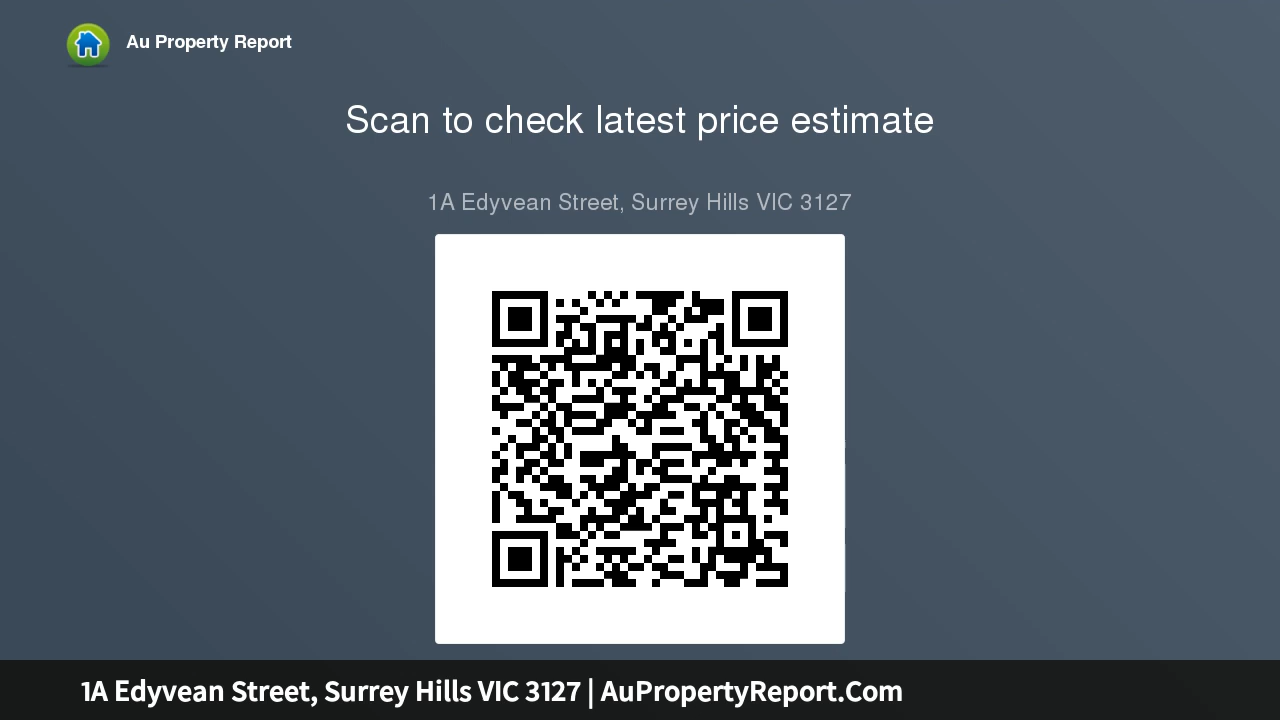 Au Property Report
Scan to check latest price estimate
1A Edyvean Street, Surrey Hills VIC 3127
1A Edyvean Street, Surrey Hills VIC 3127 | AuPropertyReport.Com